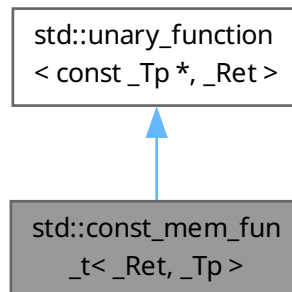 std::unary_function
< const _Tp *, _Ret >
std::const_mem_fun
_t< _Ret, _Tp >